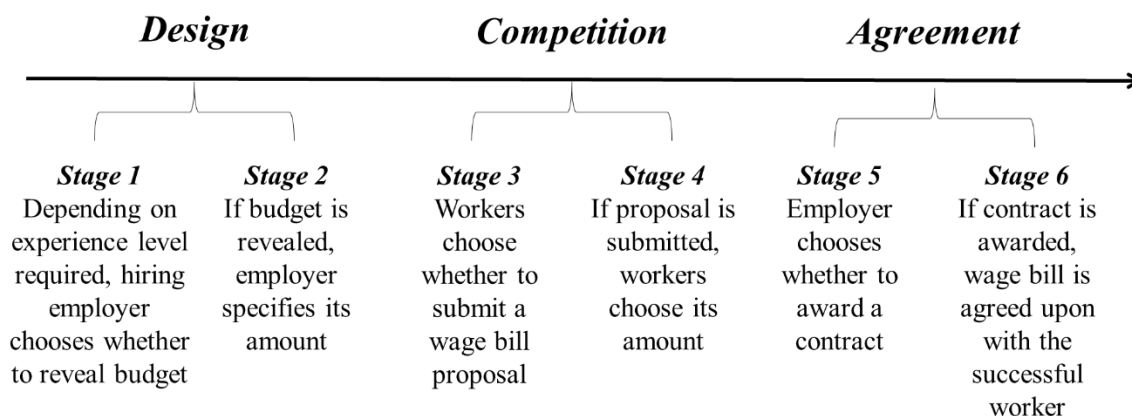 Design
Competition
Agreement
Stage 1
Depending on
experience level
required, hiring
employer
chooses whether
to reveal budget
Stage 2
If budget is
revealed,
employer
specifies its
amount
Stage 3
Workers
choose
whether to
submit a
wage bill
proposal
Stage 4
If proposal is
submitted,
workers
choose its
amount
Stage 5
Employer
chooses
whether to
award a
contract
Stage 6
If contract is
awarded,
wage bill is
agreed upon
with the
successful
worker